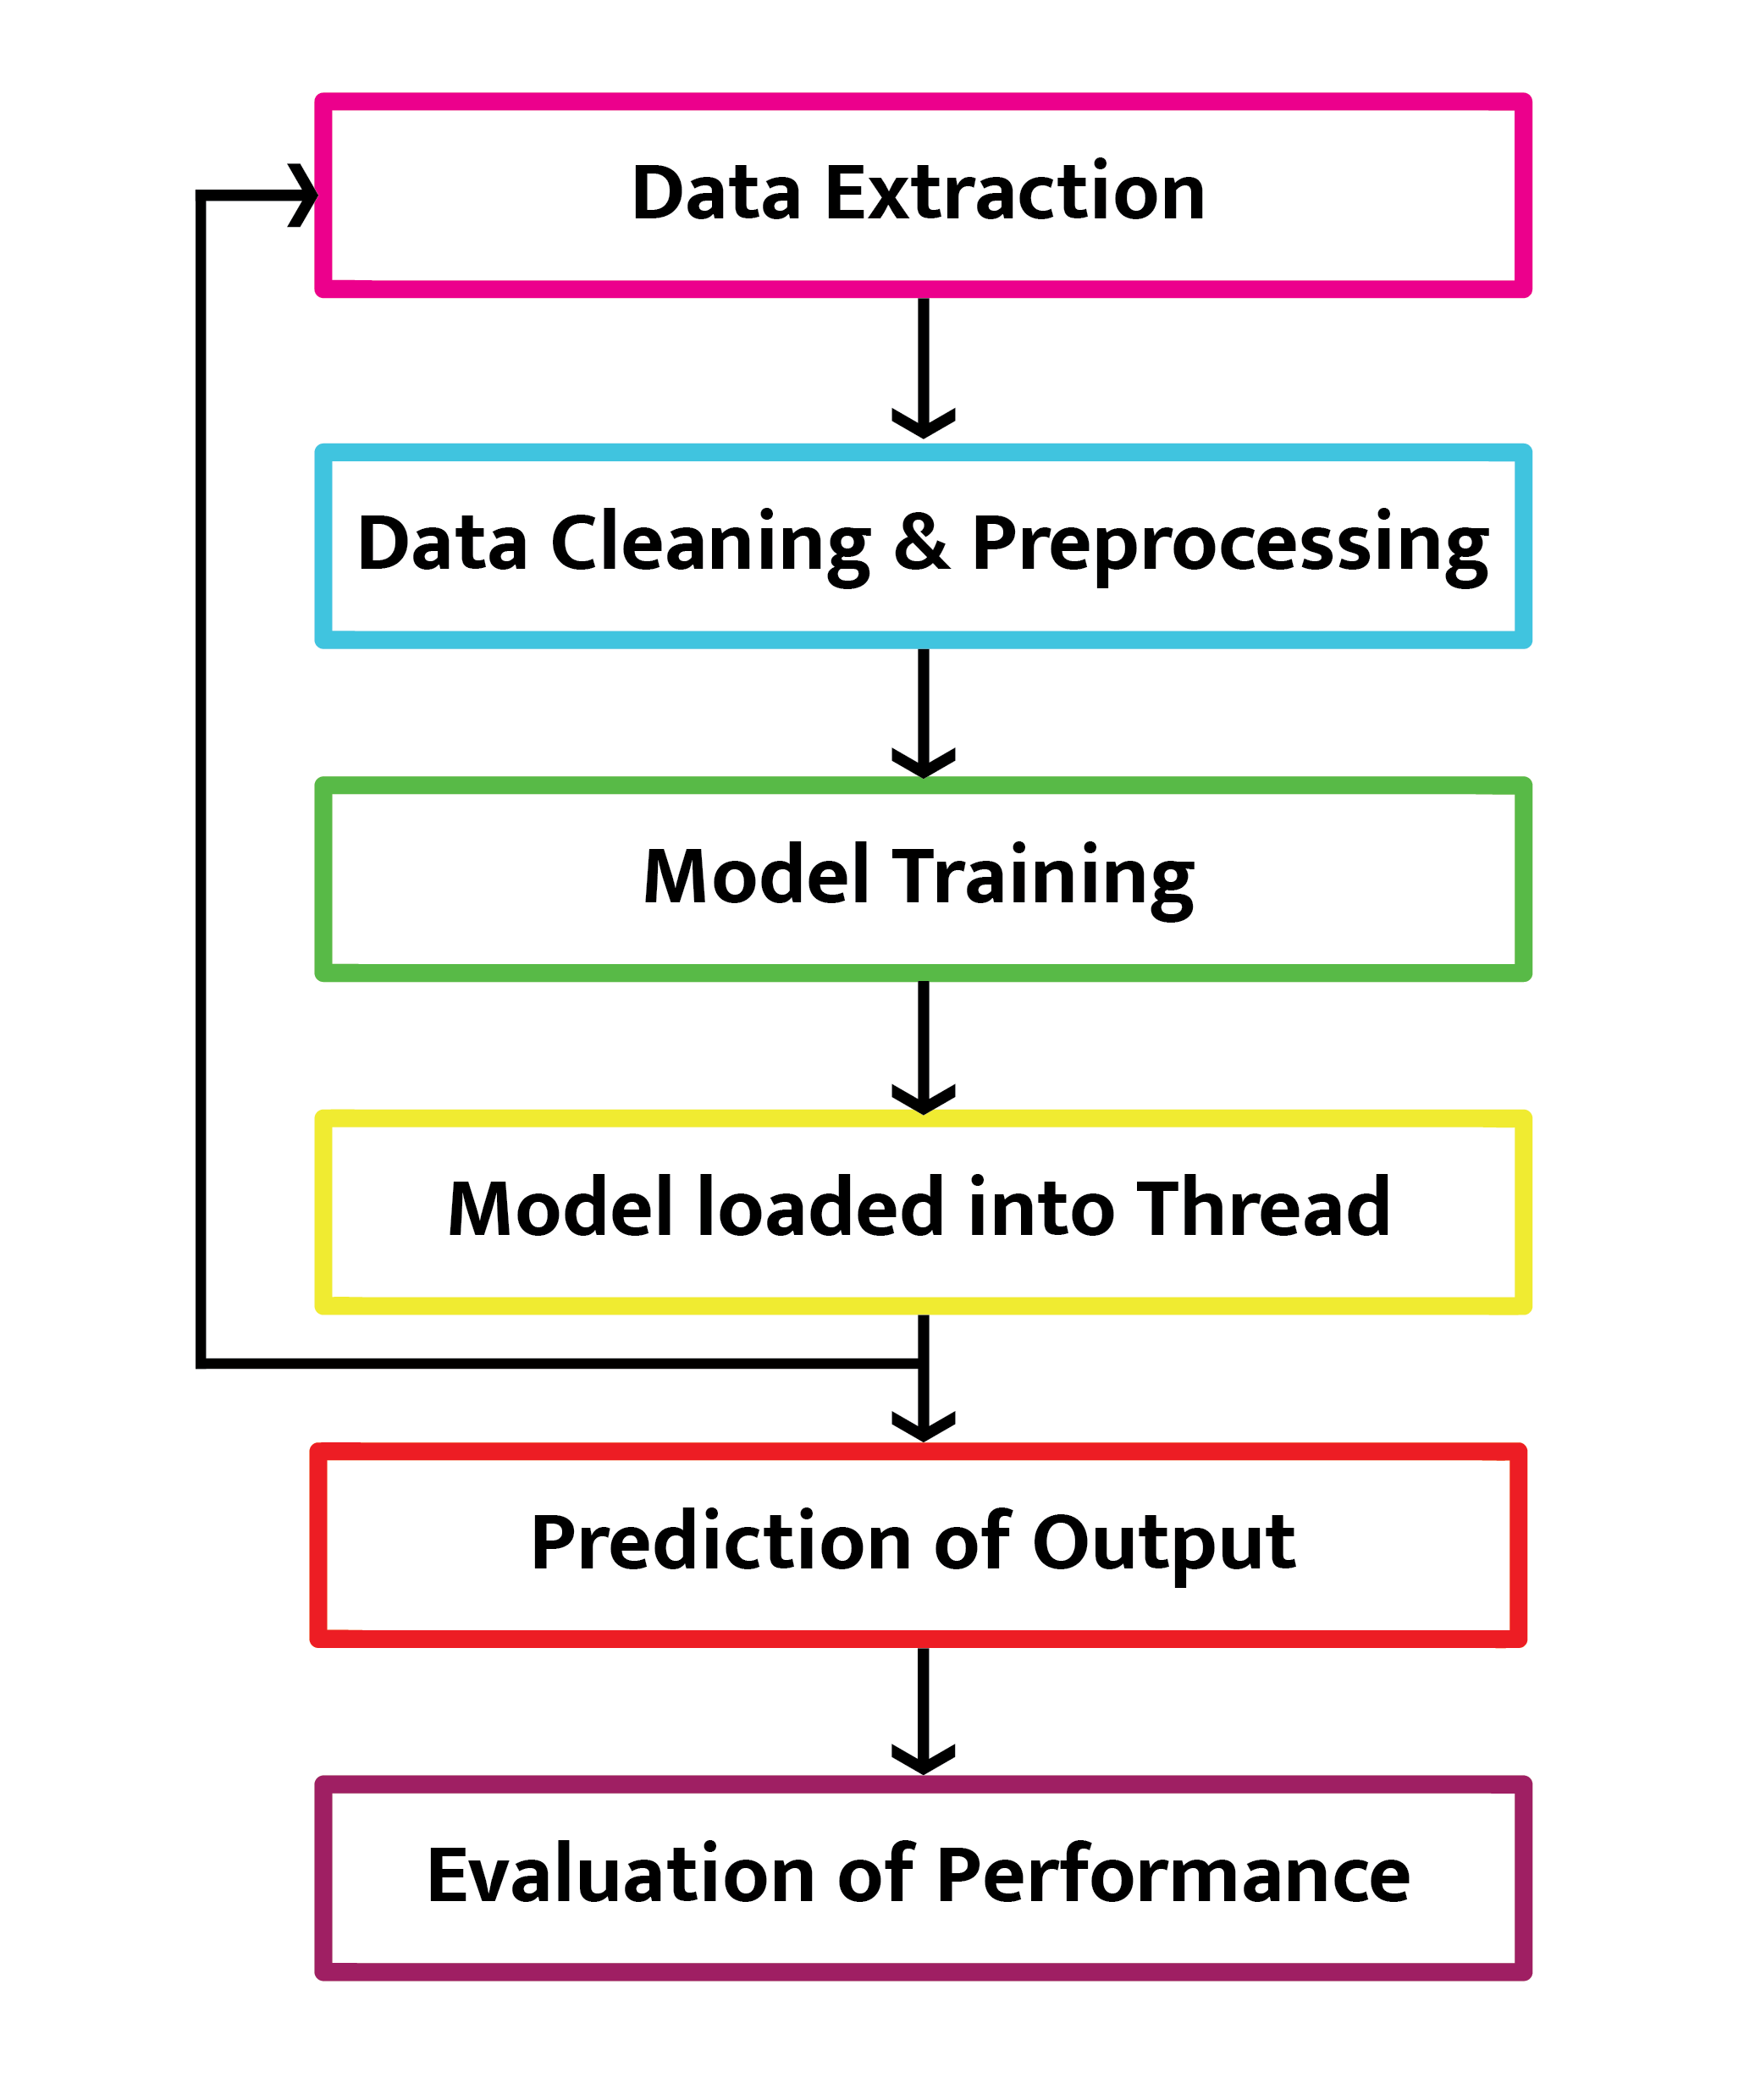 Data Extraction
Data Cleaning & Preprocessing
Model Training
Model loaded into Thread
Prediction of Output
Evaluation of Performance